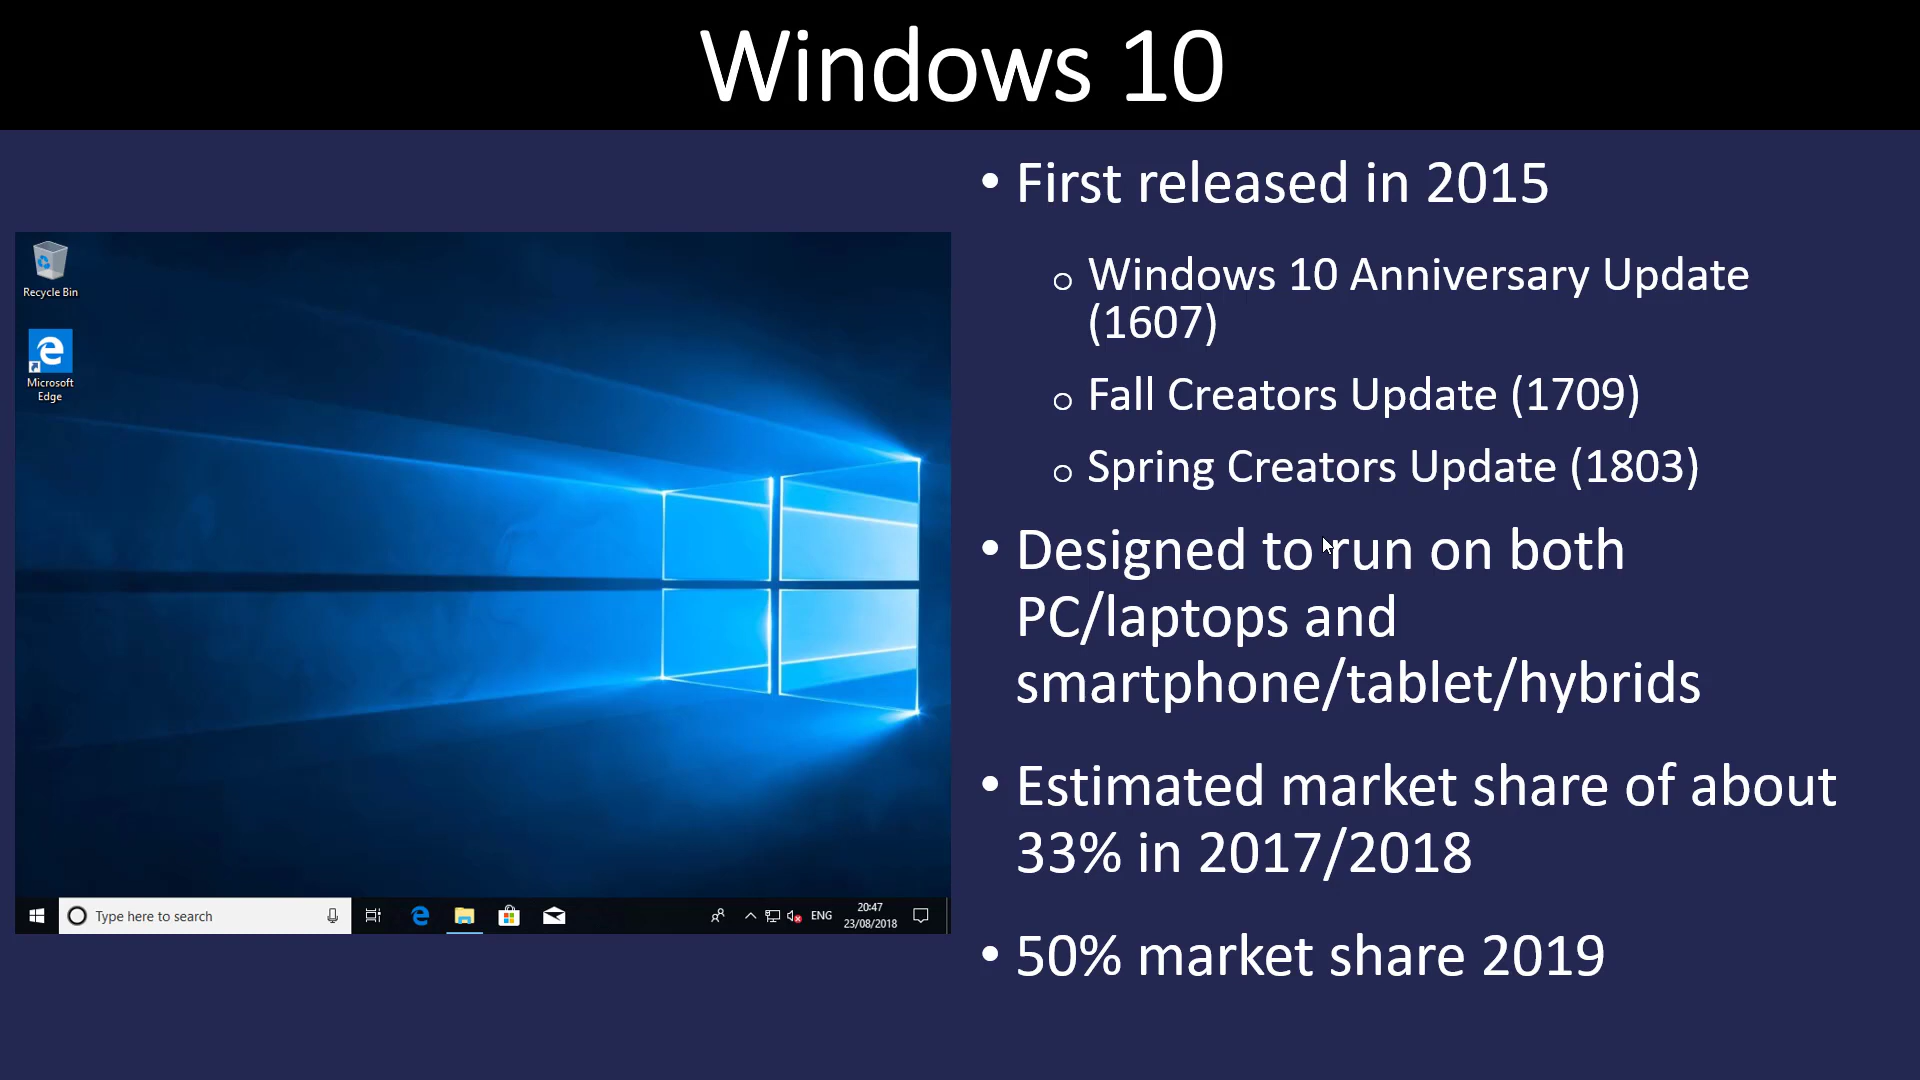 Windows 10
• First released in 2015
o Windows 10 Anniversary Update
(1607)
o Fall Creators Update (1709)
o Spring Creators Update (1803)
• Designed to run on both
PC/laptops and
smartphone/tablet/hybrids
• Estimated market share of about
33% in 2017/2018
• 50% market share 2019
Recycle Bin
Microsoft
Edge
Type here to search
ENG
20:47
23/08/2018